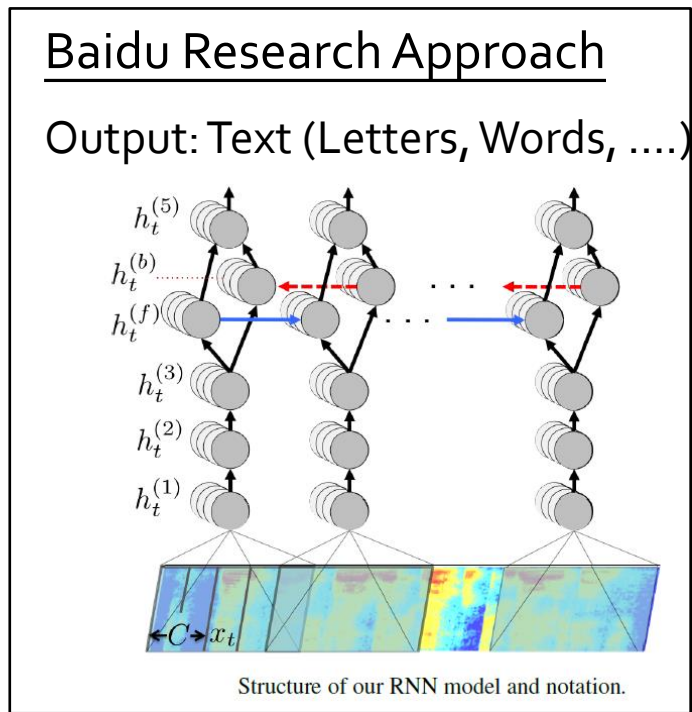 Baidu Research Approach
Output: Text (Letters, Words, ....)
h_t^{(5)}
h_t^{(b)}
. . .
h_t^{(f)}
. . .
h_t^{(3)}
h_t^{(2)}
h_t^{(1)}
C x_t
Structure of our RNN model and notation.